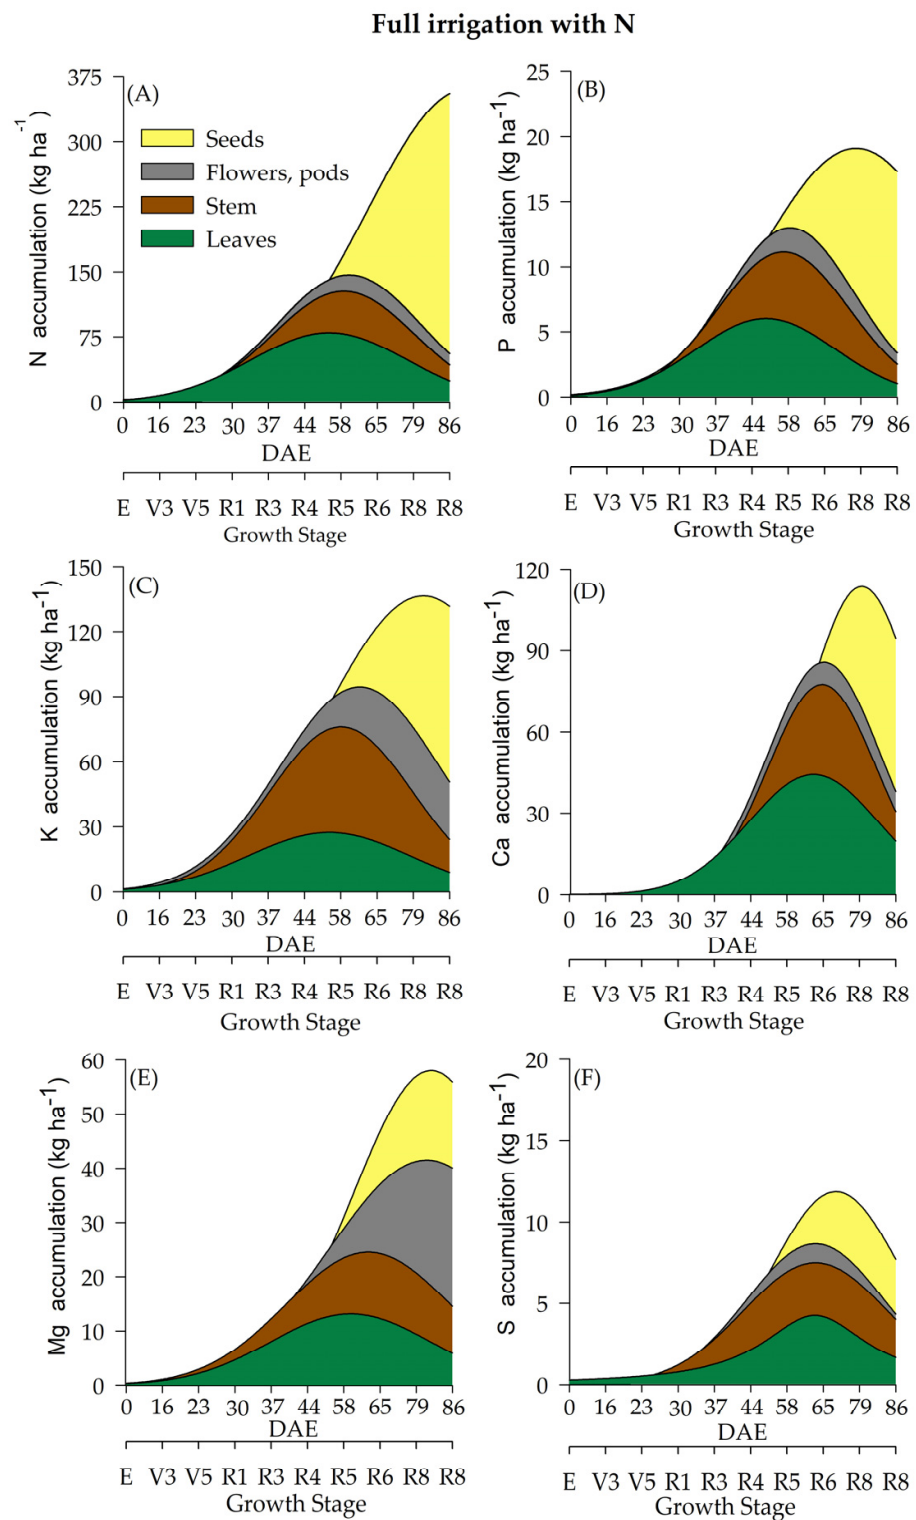 Full irrigation with N
(A)
N accumulation (kg ha-1)
375
300
225
150
75
0
Seeds
Flowers, pods
Stem
Leaves
0 16 23 30 37 44 58 65 79 86
DAE
E V3 V5 R1 R3 R4 R5 R6 R8 R8
Growth Stage
(B)
P accumulation (kg ha-1)
25
20
15
10
5
0
0 16 23 30 37 44 58 65 79 86
DAE
E V3 V5 R1 R3 R4 R5 R6 R8 R8
Growth Stage
(C)
K accumulation (kg ha-1)
150
120
90
60
30
0
0 16 23 30 37 44 58 65 79 86
DAE
E V3 V5 R1 R3 R4 R5 R6 R8 R8
Growth Stage
(D)
Ca accumulation (kg ha-1)
120
90
60
30
0
0 16 23 30 37 44 58 65 79 86
DAE
E V3 V5 R1 R3 R4 R5 R6 R8 R8
Growth Stage
(E)
Mg accumulation (kg ha-1)
60
50
40
30
20
10
0
0 16 23 30 37 44 58 65 79 86
DAE
E V3 V5 R1 R3 R4 R5 R6 R8 R8
Growth Stage
(F)
S accumulation (kg ha-1)
20
15
10
5
0
0 16 23 30 37 44 58 65 79 86
DAE
E V3 V5 R1 R3 R4 R5 R6 R8 R8
Growth Stage